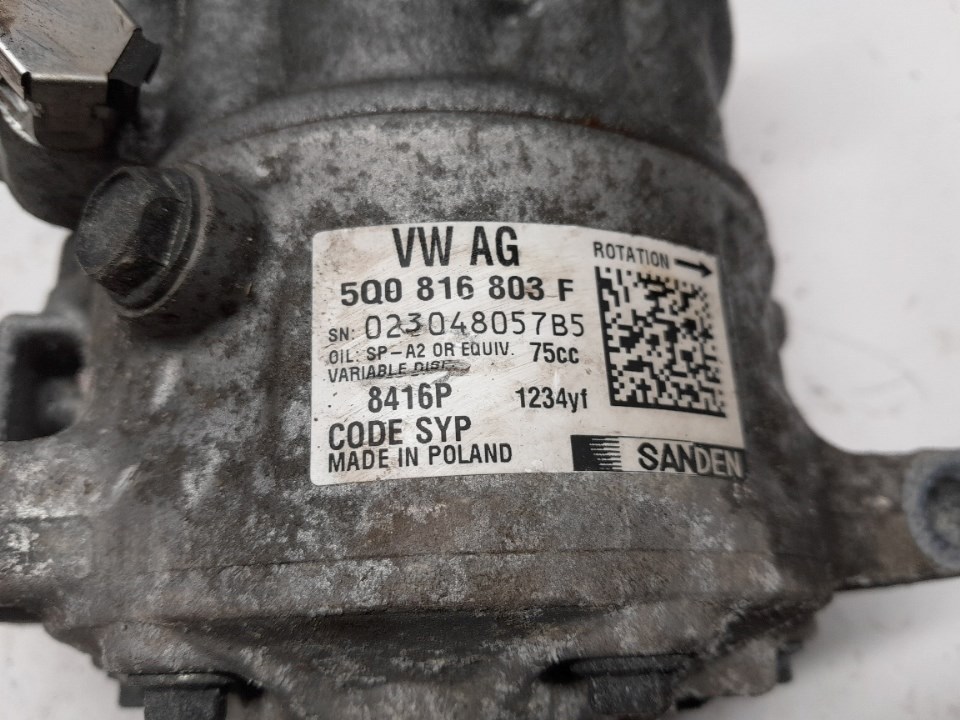 VW AG
ROTATION
5Q0 816 803 F
SN: 023048057B5
OIL: SP-A2 OR EQUIV. 75cc
VARIABLE
8416P 1234yf
CODE SYP
MADE IN POLAND
SANDEN